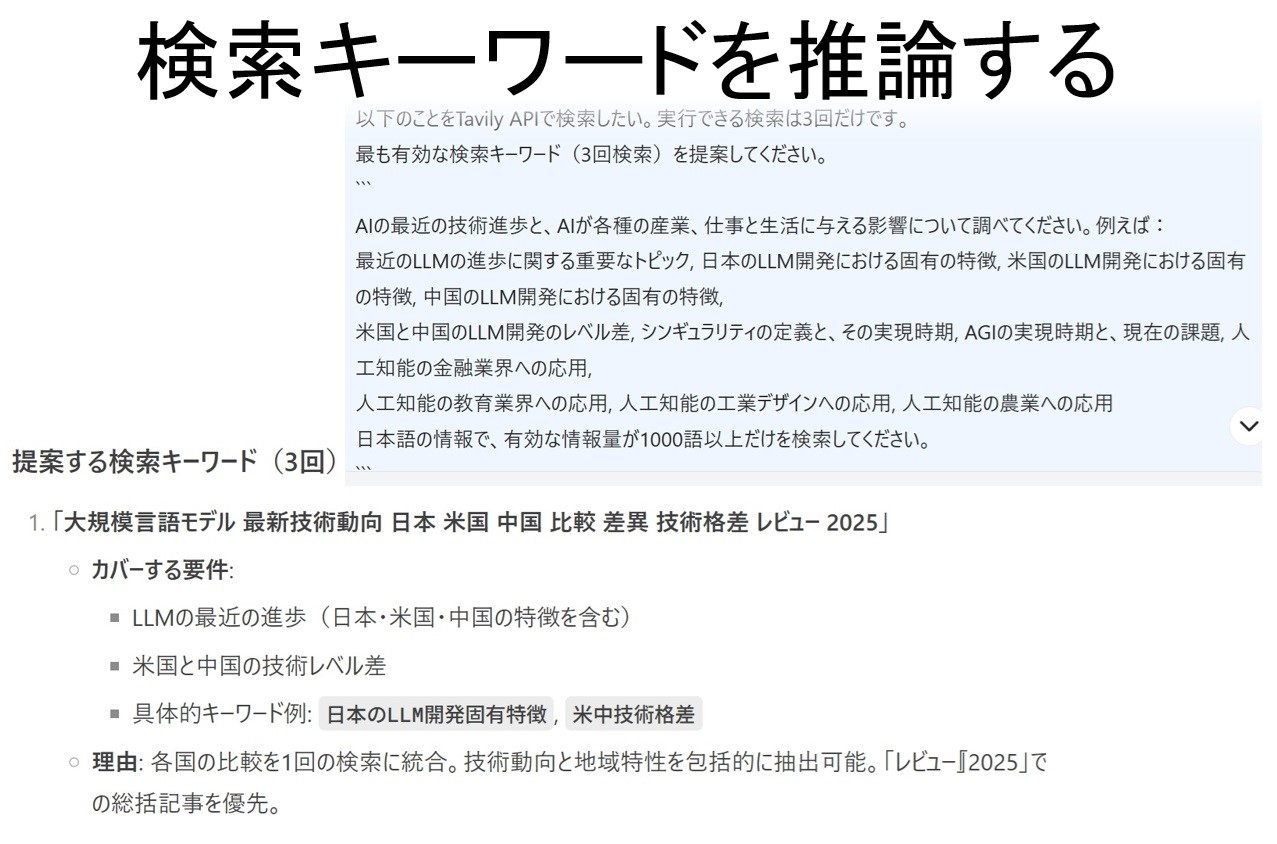 検索キーワードを推論する
以下のことをTavily APIで検索したい。実行できる検索は3回だけです。
最も有効な検索キーワード（3回検索）を提案してください。
```
AIの最近の技術進歩と、AIが各種の産業、仕事と生活に与える影響について調べてください。例えば：
最近のLLMの進歩に関する重要なトピック, 日本のLLM開発における固有の特徴, 米国のLLM開発における固有
の特徴, 中国のLLM開発における固有の特徴,
米国と中国のLLM開発のレベル差, シンギュラリティの定義と、その実現時期, AGIの実現時期と、現在の課題, 人
工知能の金融業界への応用,
人工知能の教育業界への応用, 人工知能の工業デザインへの応用, 人工知能の農業への応用
日本語の情報で、有効な情報量が1000語以上だけを検索してください。
```
提案する検索キーワード（3回）
1. 「大規模言語モデル 最新技術動向 日本 米国 中国 比較 差異 技術格差 レビュー 2025」
○ カバーする要件:
■ LLMの最近の進歩（日本・米国・中国の特徴を含む）
■ 米国と中国の技術レベル差
■ 具体的キーワード例: 日本のLLM開発固有特徴, 米中技術格差
○ 理由: 各国の比較を1回の検索に統合。技術動向と地域特性を包括的に抽出可能。「レビュー』『2025」で
の総括記事を優先。